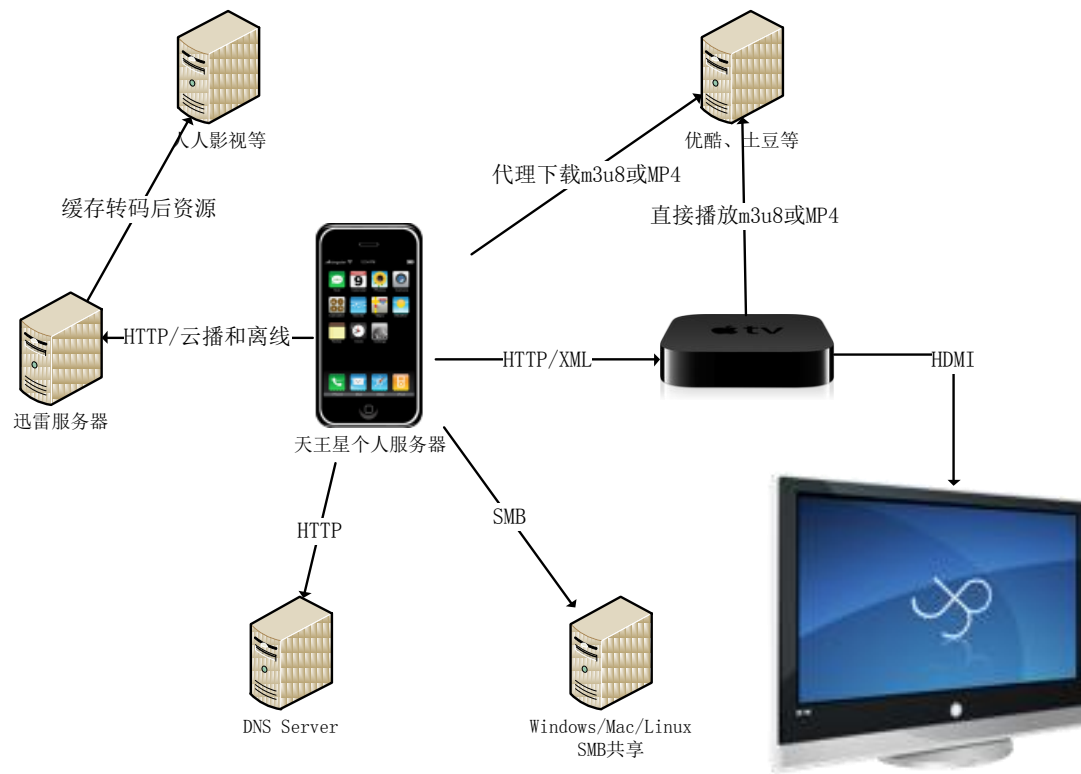 人人影视等
优酷、土豆等
代理下载m3u8或MP4
缓存转码后资源
直接播放m3u8或MP4
tv
HTTP/云播和离线
HTTP/XML
HDMI
迅雷服务器
天王星个人服务器
SMB
HTTP
DNS Server
Windows/Mac/Linux
SMB共享